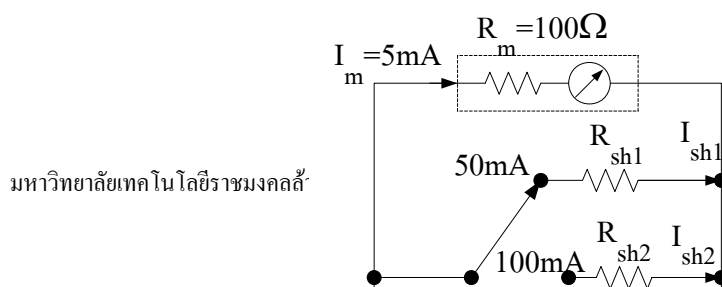 R_m=100Ω
I_m=5mA
R_sh1
I_sh1
50mA
มหาวิทยาลัยเทคโนโลยีราชมงคลล้
R_sh2
I_sh2
100mA